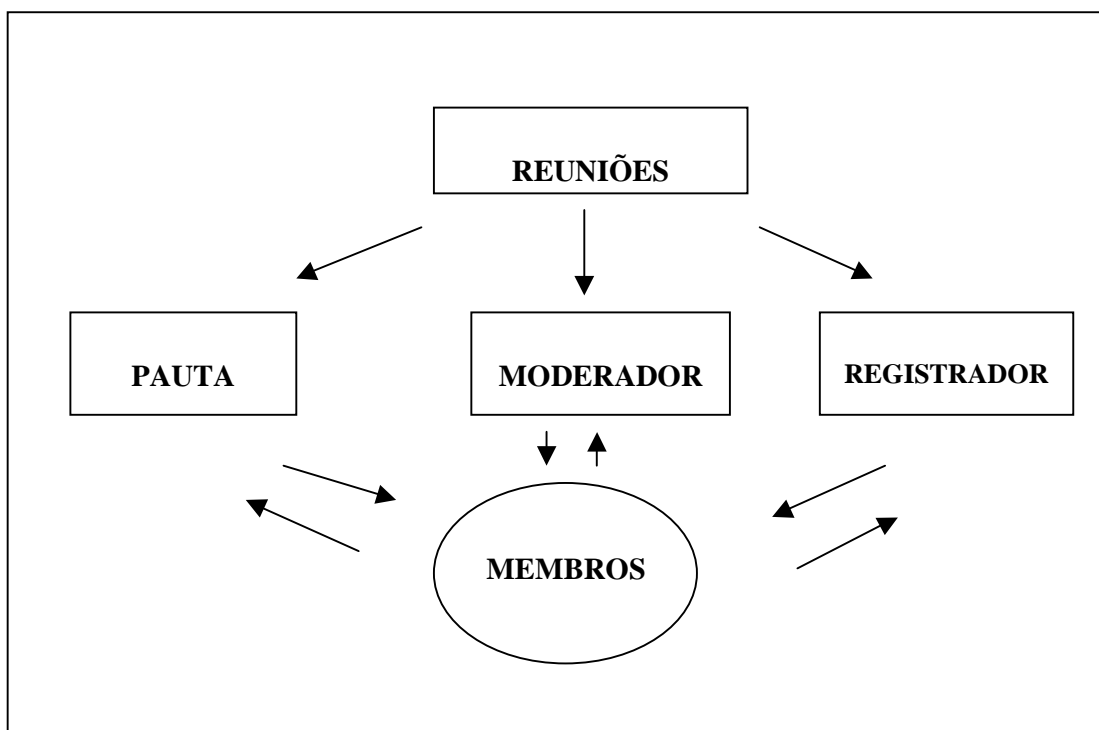 REUNIÕES
PAUTA
MODERADOR
REGISTRADOR
MEMBROS